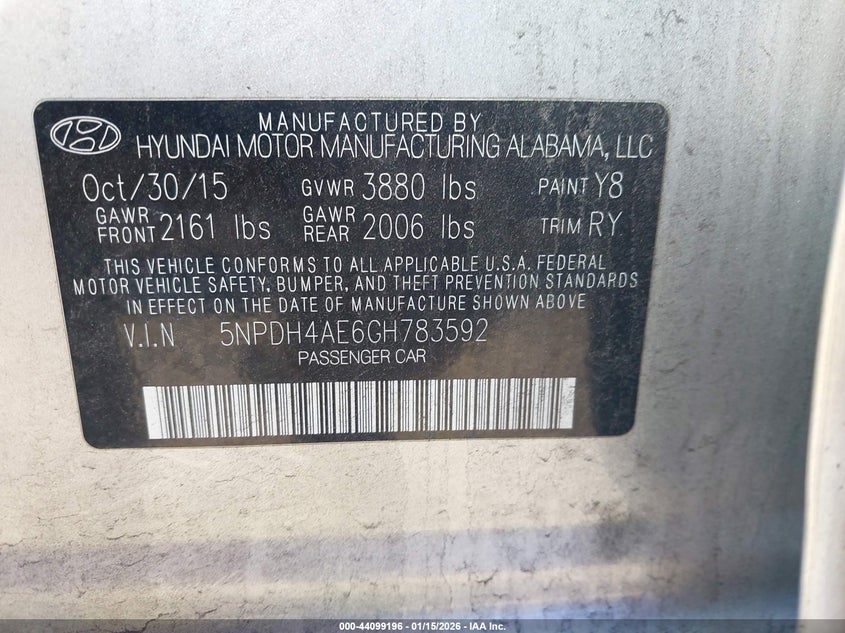 MANUFACTURED BY
HYUNDAI MOTOR MANUFACTURING ALABAMA, LLC
Oct/30/15 GVWR 3880 lbs PAINT Y8
GAWR FRONT 2161 lbs GAWR REAR 2006 lbs TRIM RY
THIS VEHICLE CONFORMS TO ALL APPLICABLE U.S.A. FEDERAL
MOTOR VEHICLE SAFETY, BUMPER, AND THEFT PREVENTION STANDARDS
IN EFFECT ON THE DATE OF MANUFACTURE SHOWN ABOVE
V.I.N 5NPDH4AE6GH783592
PASSENGER CAR
000-44099196 - 01/15/2026 - IAA Inc.